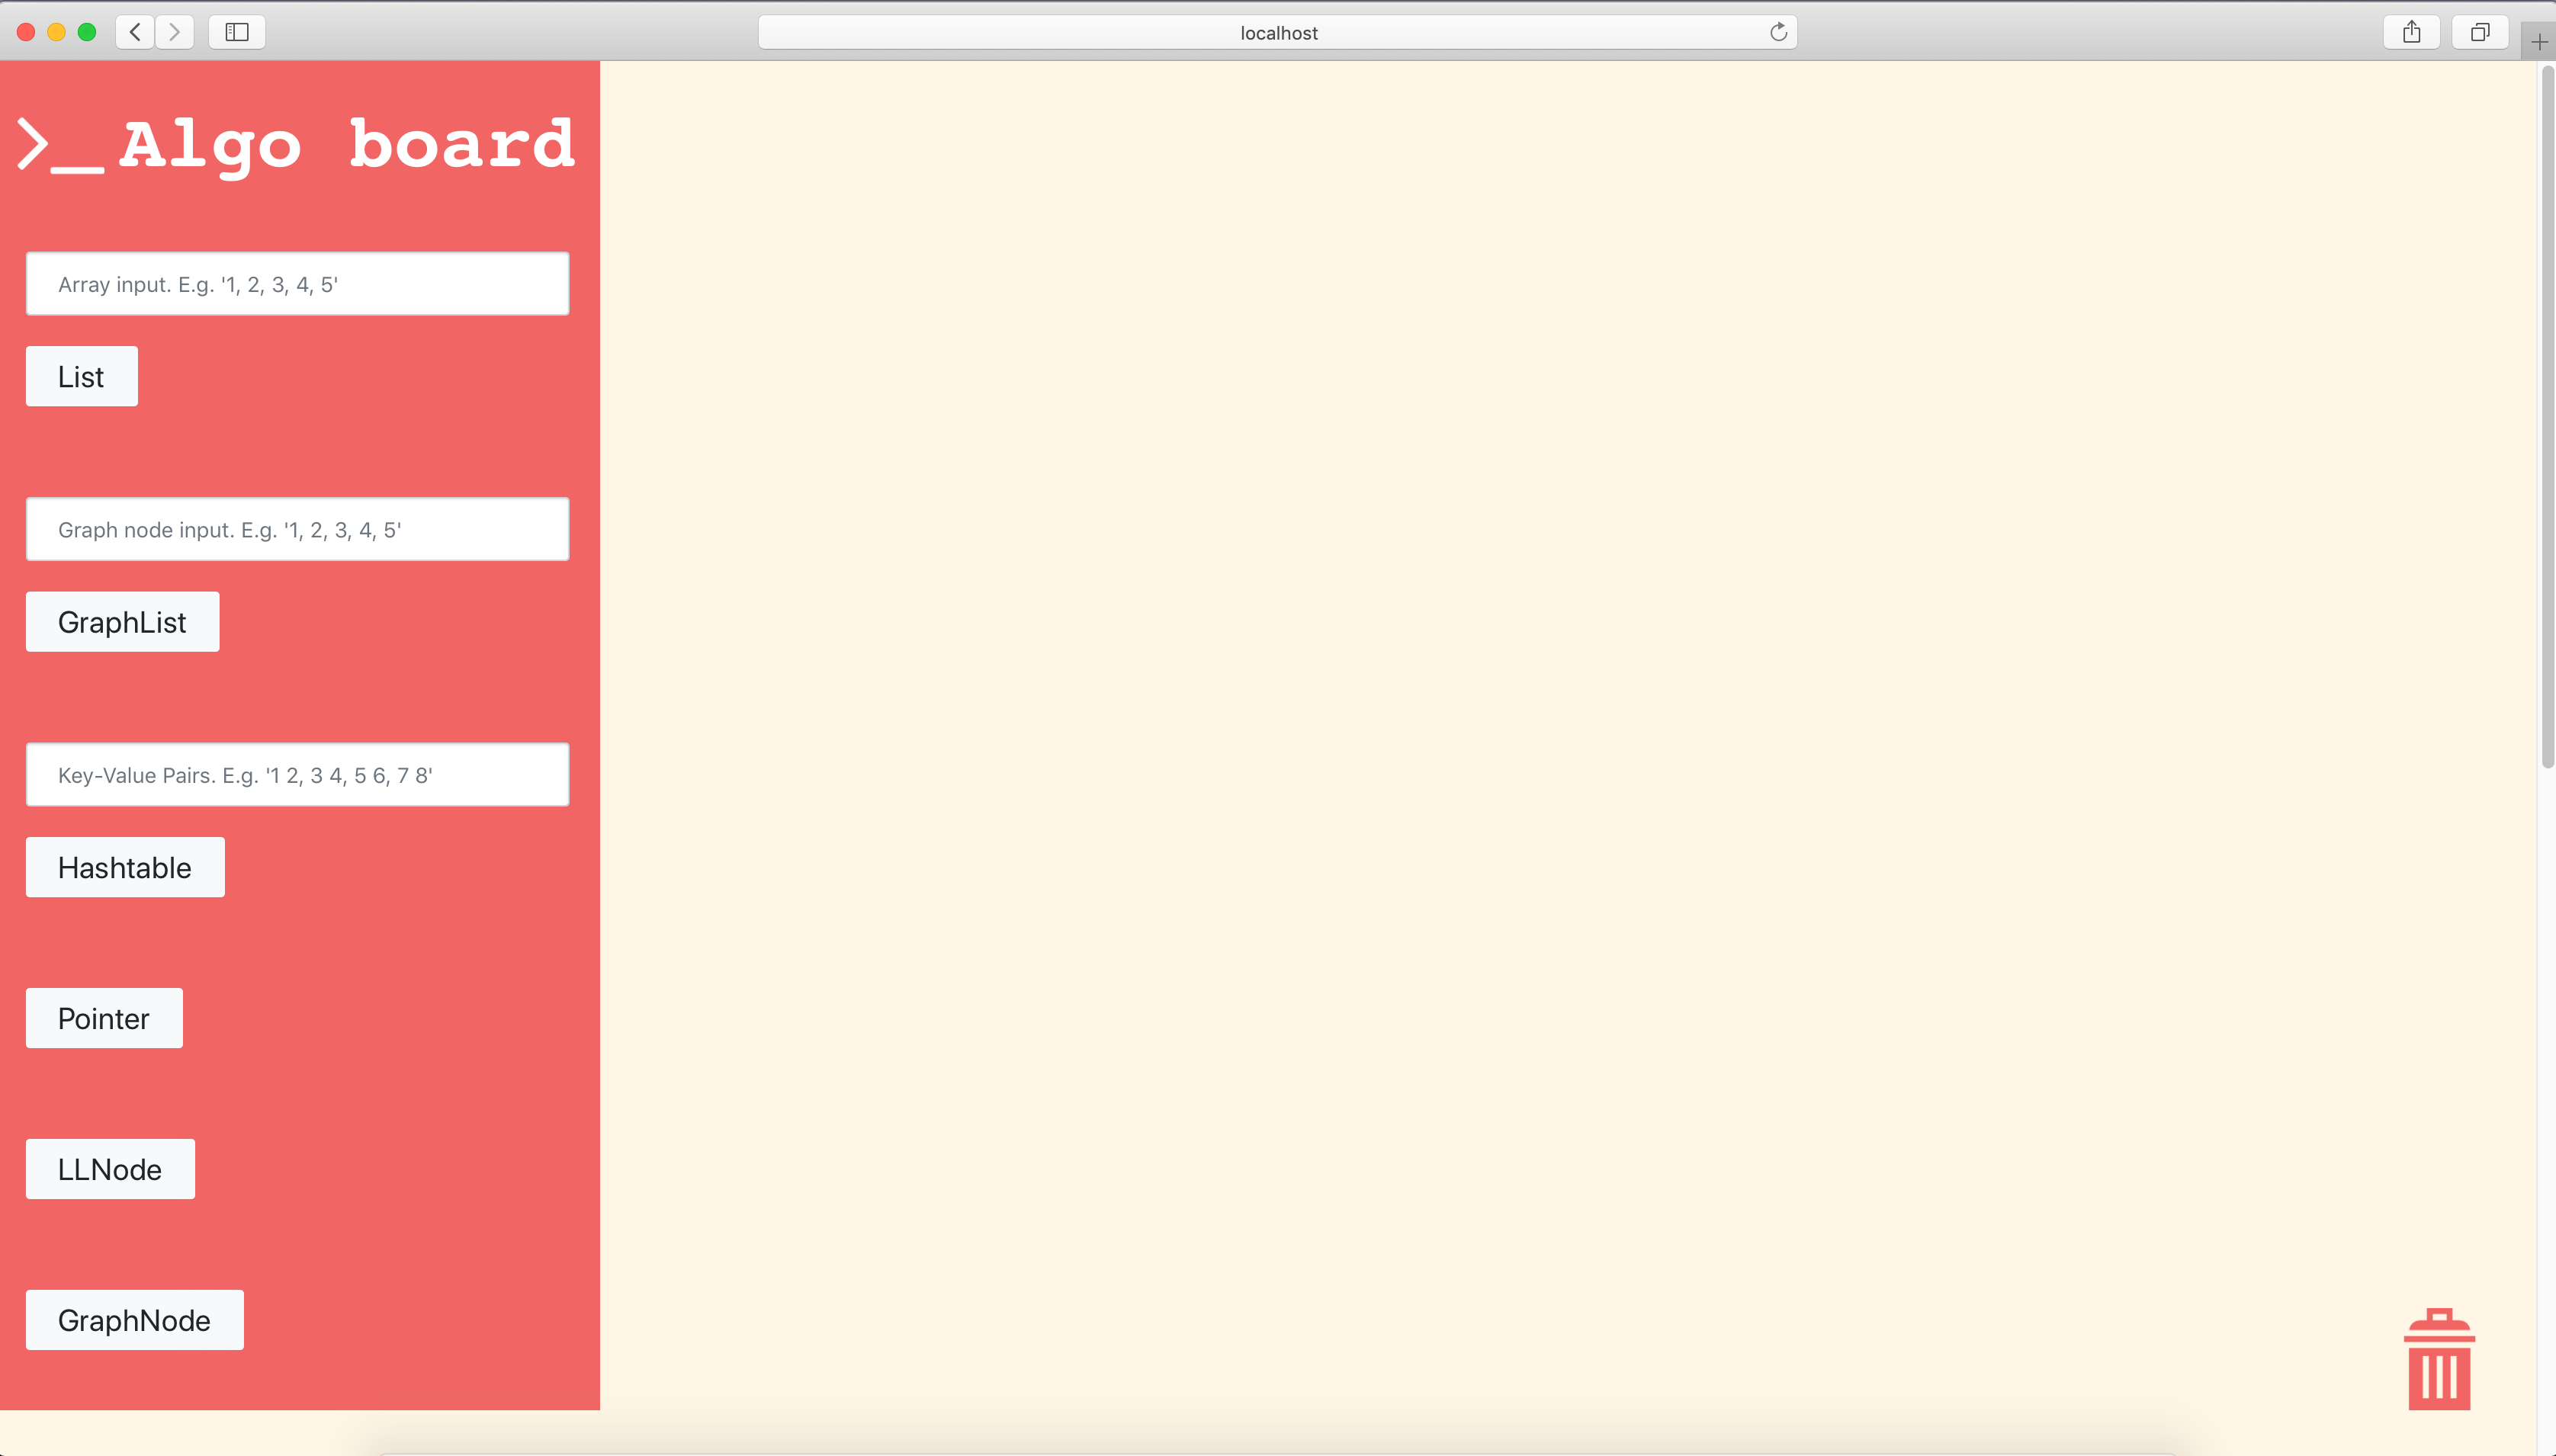 localhost
>_ Algo board
Array input. E.g. '1, 2, 3, 4, 5'
List
Graph node input. E.g. '1, 2, 3, 4, 5'
GraphList
Key-Value Pairs. E.g. '1 2, 3 4, 5 6, 7 8'
Hashtable
Pointer
LLNode
GraphNode